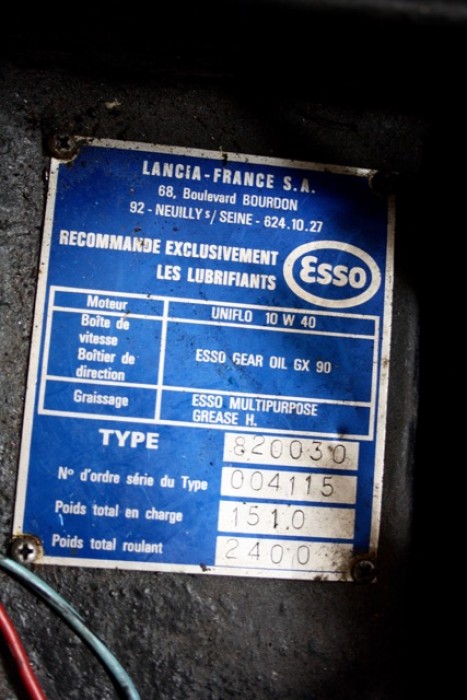 LANCIA-FRANCE S.A.
68, Boulevard BOURDON
92 - NEUILLY s/ SEINE - 624.10.27
RECOMMANDE EXCLUSIVEMENT
LES LUBRIFIANTS
Esso
Moteur UNIFLO 10 W 40
Boîte de
vitesse
Boîtier de
direction
ESSO GEAR OIL GX 90
Graissage
ESSO MULTIPURPOSE
GREASE H.
TYPE 820030
Nº d'ordre série du Type 004115
Poids total en charge 1510
Poids total roulant 2400